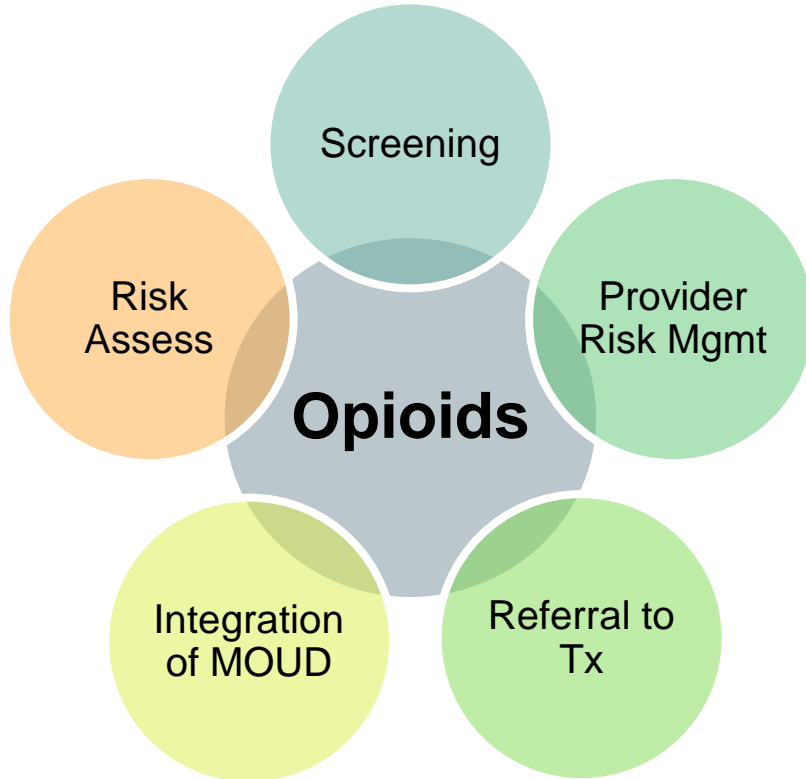 Screening
Risk
Assess
Provider
Risk Mgmt
Opioids
Integration
of MOUD
Referral to
Tx